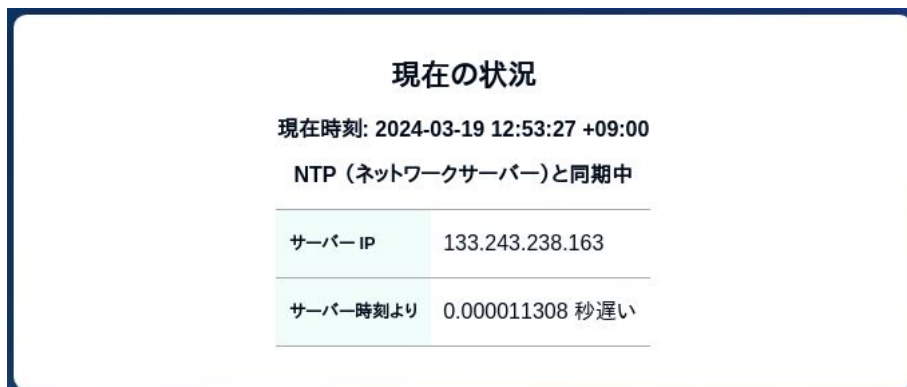 現在の状況
現在時刻: 2024-03-19 12:53:27 +09:00
NTP（ネットワークサーバー）と同期中
サーバー IP 133.243.238.163
サーバー時刻より 0.000011308 秒遅い